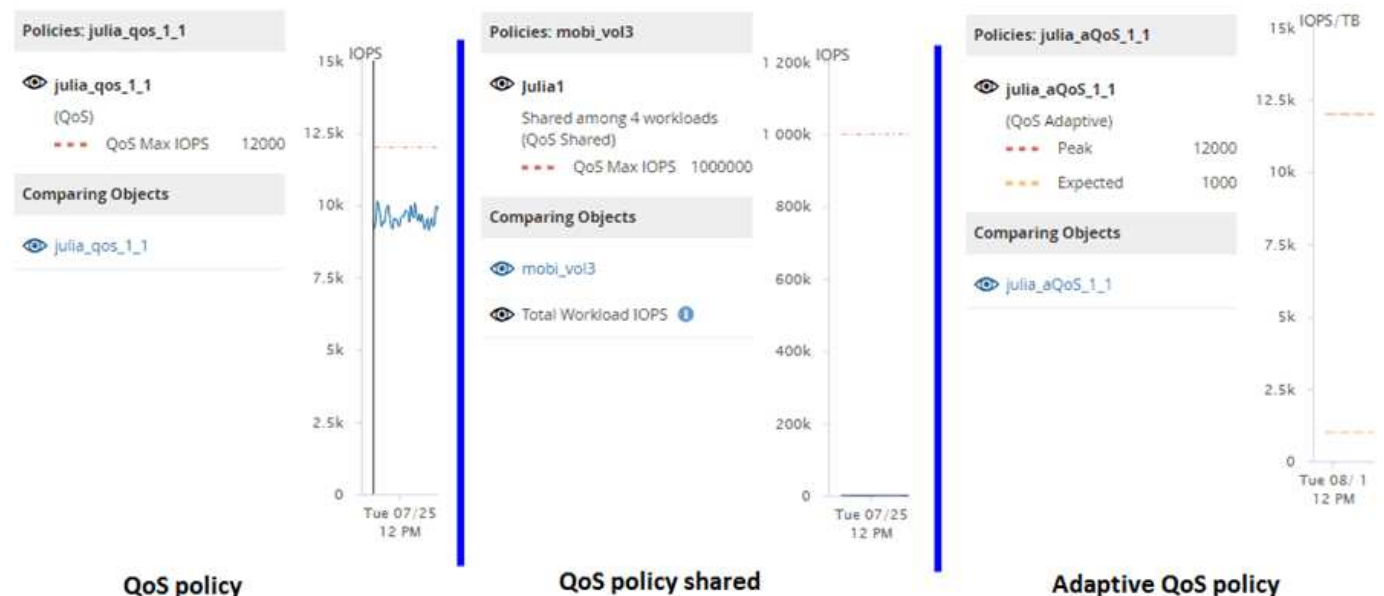 Policies: julia_qos_1_1
julia_qos_1_1
(QoS)
QoS Max IOPS 12000
Comparing Objects
julia_qos_1_1
IOPS
15k
12.5k
10k
7.5k
5k
2.5k
0
Tue 07/25
12 PM
QoS policy
Policies: mobi_vol3
Julia1
Shared among 4 workloads
(QoS Shared)
QoS Max IOPS 1000000
Comparing Objects
mobi_vol3
Total Workload IOPS i
IOPS
1 200k
1 000k
800k
600k
400k
200k
0
Tue 07/25
12 PM
QoS policy shared
Policies: julia_aQoS_1_1
julia_aQoS_1_1
(QoS Adaptive)
Peak 12000
Expected 1000
Comparing Objects
julia_aQoS_1_1
IOPS/TB
15k
12.5k
10k
7.5k
5k
2.5k
0
Tue 08/ 1
12 PM
Adaptive QoS policy